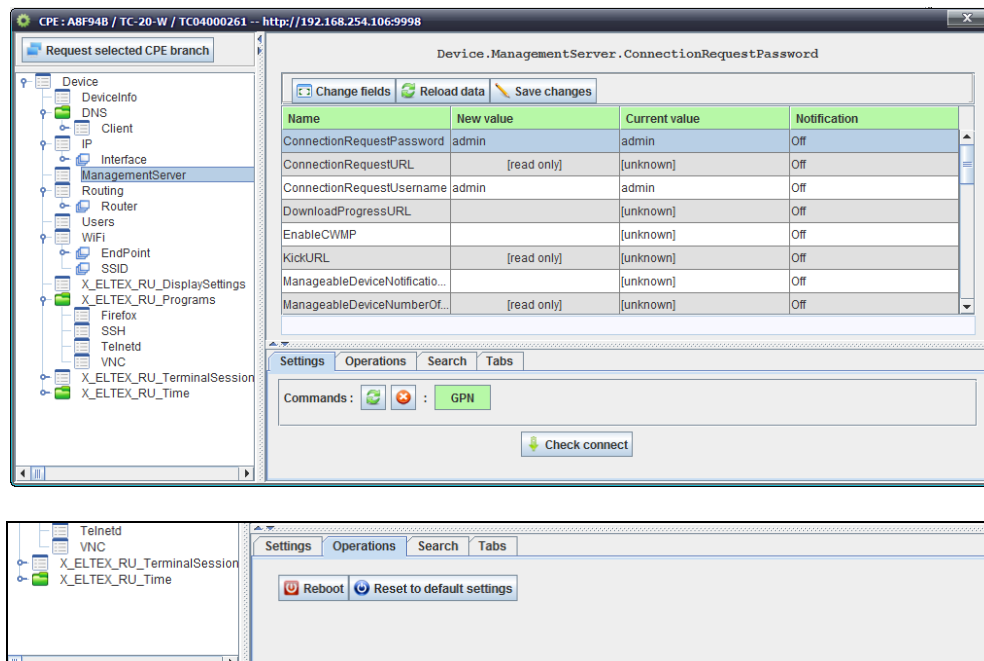 CPE : A8F94B / TC-20-W / TC04000261 -- http://192.168.254.106:9998
Request selected CPE branch
Device
DeviceInfo
DNS
Client
IP
Interface
ManagementServer
Routing
Router
Users
WiFi
EndPoint
SSID
X_ELTEX_RU_DisplaySettings
X_ELTEX_RU_Programs
Firefox
SSH
Telnetd
VNC
X_ELTEX_RU_TerminalSession
X_ELTEX_RU_Time
Device.ManagementServer.ConnectionRequestPassword
Change fields Reload data Save changes
Name New value Current value Notification
ConnectionRequestPassword admin admin Off
ConnectionRequestURL [read only] [unknown] Off
ConnectionRequestUsername admin admin Off
DownloadProgressURL [unknown] Off
EnableCWMP [unknown] Off
KickURL [read only] [unknown] Off
ManageableDeviceNotificatio... [unknown] Off
ManageableDeviceNumberOf... [read only] [unknown] Off
Settings Operations Search Tabs
Commands : : GPN
Check connect
Telnetd
VNC
X_ELTEX_RU_TerminalSession
X_ELTEX_RU_Time
Settings Operations Search Tabs
Reboot Reset to default settings